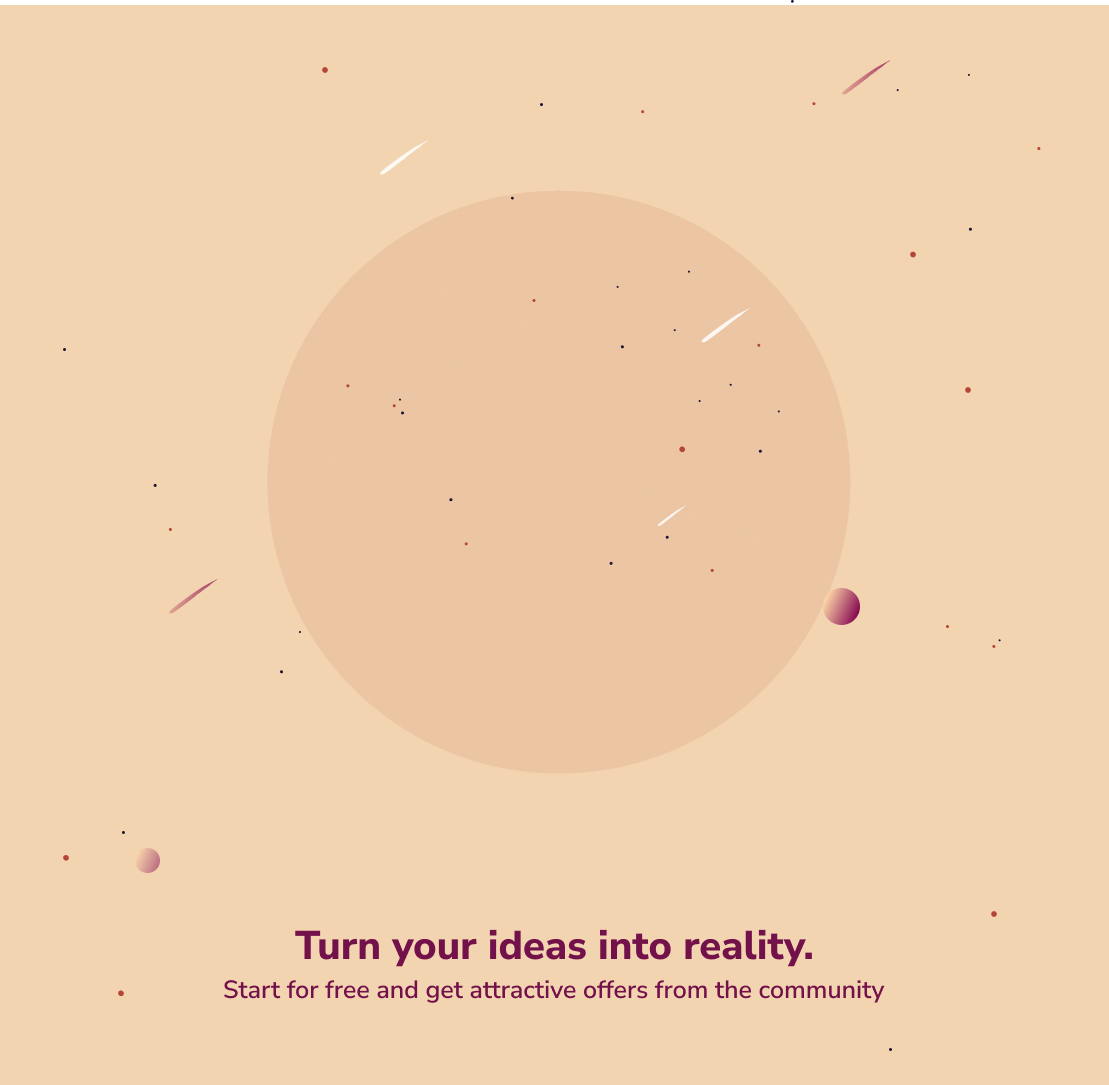 Turn your ideas into reality.
Start for free and get attractive offers from the community